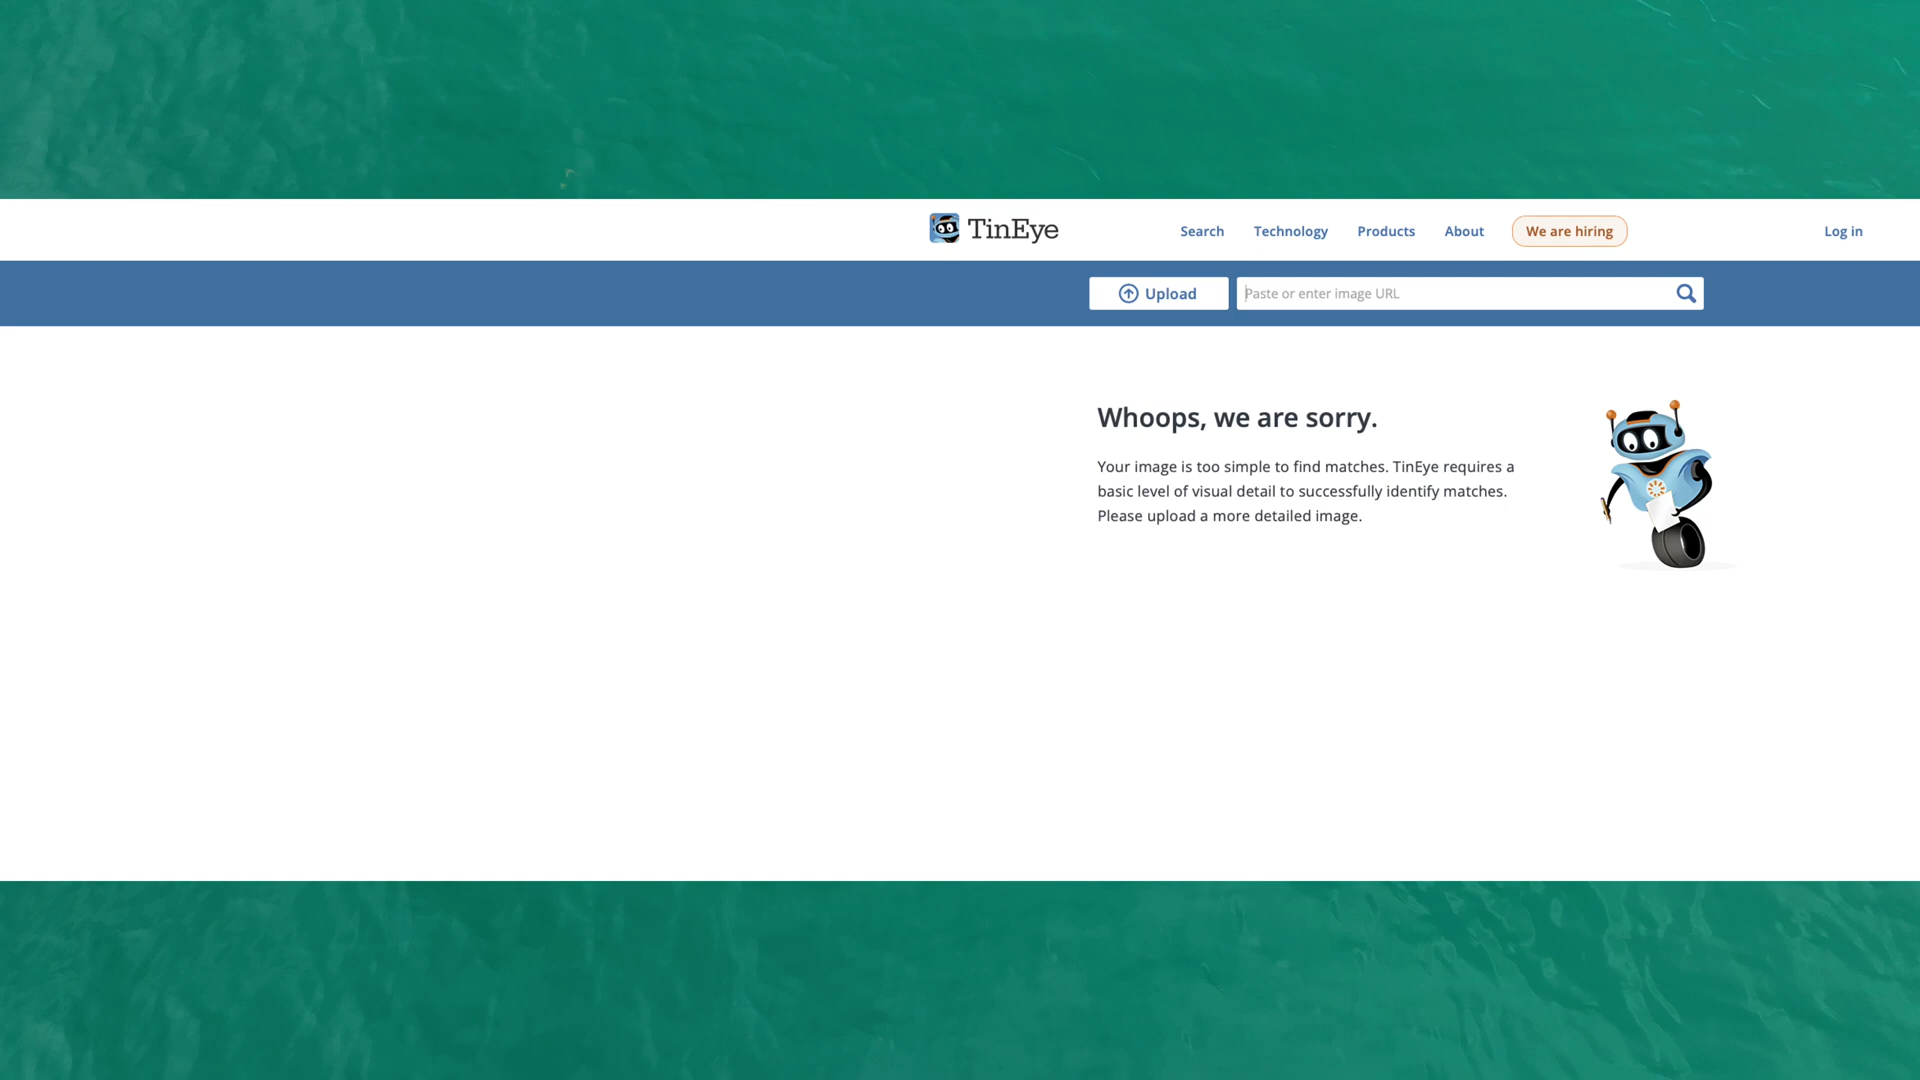 TinEye
Search Technology Products About We are hiring Log in
Upload Paste or enter image URL
Whoops, we are sorry.
Your image is too simple to find matches. TinEye requires a
basic level of visual detail to successfully identify matches.
Please upload a more detailed image.